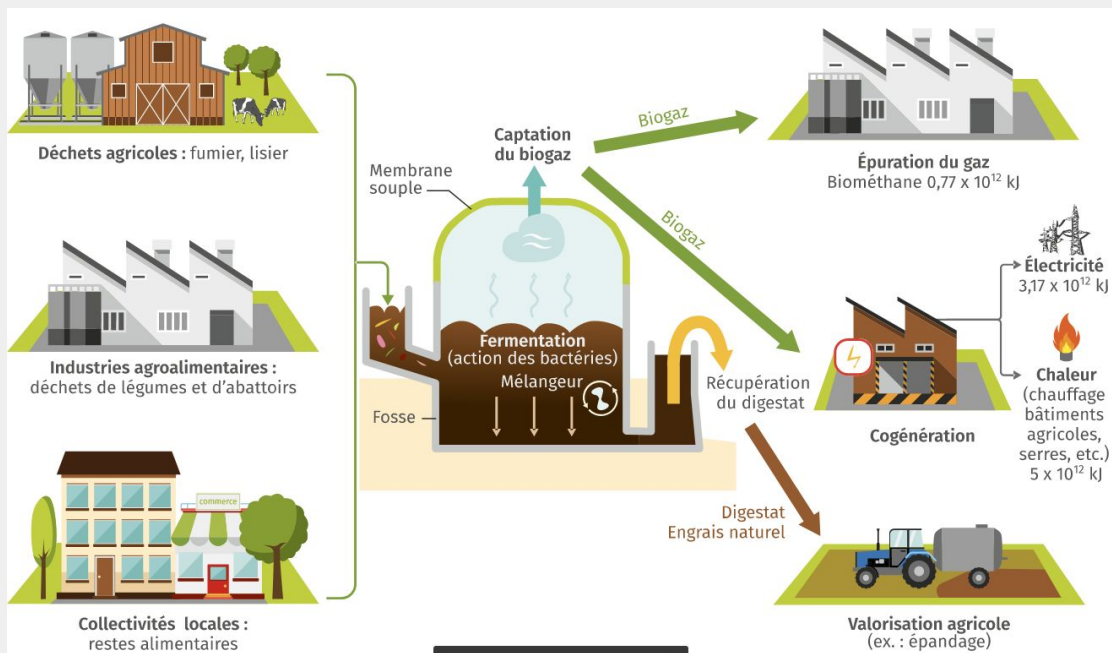 Déchets agricoles : fumier, lisier
Industries agroalimentaires :
déchets de légumes et d'abattoirs
commerce
Collectivités locales :
restes alimentaires
Captation
du biogaz
Membrane
souple
Fermentation
(action des bactéries)
Mélangeur
Fosse
Récupération
du digestat
Biogaz
Biogaz
Digestat
Engrais naturel
Épuration du gaz
Biométhane 0,77 x 10¹² kJ
Électricité
3,17 x 10¹² kJ
Chaleur
(chauffage
bâtiments
agricoles,
serres, etc.)
5 x 10¹² kJ
Cogénération
Valorisation agricole
(ex. : épandage)